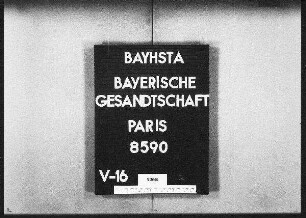 BAYHSTA
BAYERISCHE
GESANDTSCHAFT
PARIS
8590
V-16